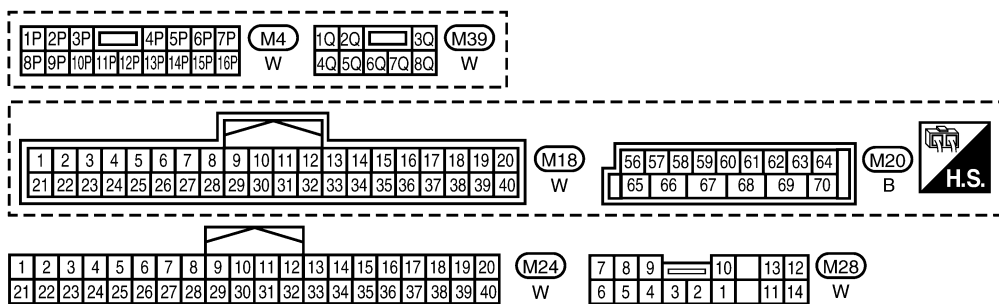 1P 2P 3P 4P 5P 6P 7P M4
8P 9P 10P 11P 12P 13P 14P 15P 16P W
1Q 2Q 3Q M39
4Q 5Q 6Q 7Q 8Q W
1 2 3 4 5 6 7 8 9 10 11 12 13 14 15 16 17 18 19 20 M18
21 22 23 24 25 26 27 28 29 30 31 32 33 34 35 36 37 38 39 40 W
56 57 58 59 60 61 62 63 64 M20
65 66 67 68 69 70 B
H.S.
1 2 3 4 5 6 7 8 9 10 11 12 13 14 15 16 17 18 19 20 M24
21 22 23 24 25 26 27 28 29 30 31 32 33 34 35 36 37 38 39 40 W
7 8 9 10 13 12 M28
6 5 4 3 2 1 11 14 W